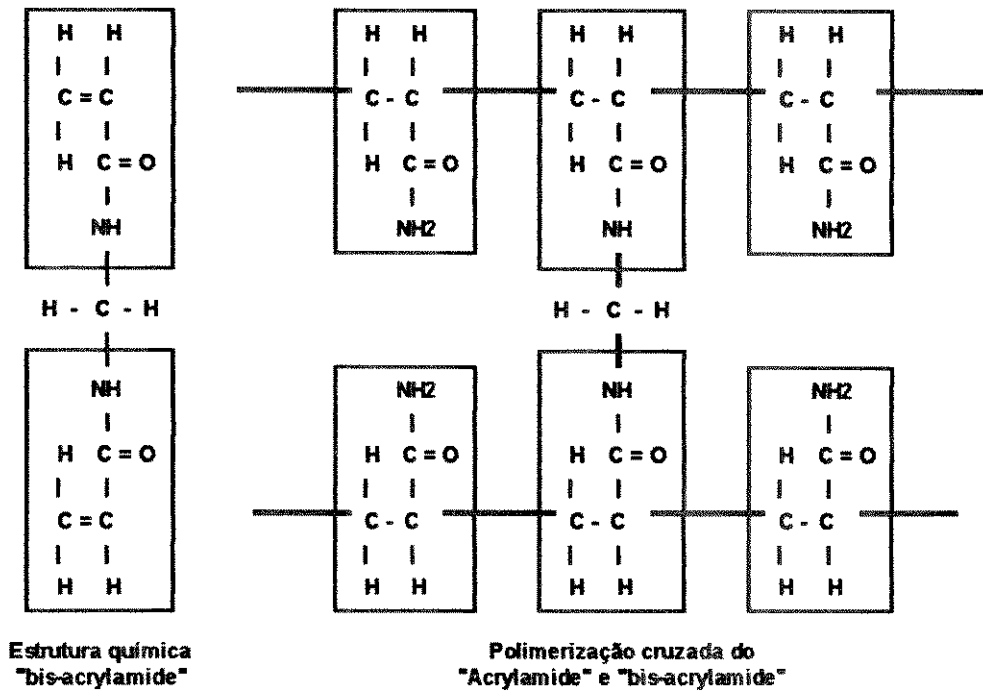 H H H H H H H H
C = C C - C C - C C - C
H C = O H C = O H C = O H C = O
NH NH2 NH NH2
H - C - H H - C - H
NH NH2 NH NH2
H C = O H C = O H C = O H C = O
C = C C - C C - C C - C
H H H H H H H H
Estrutura química
"bis-acrylamide"
Polimerização cruzada do
"Acrylamide" e "bis-acrylamide"